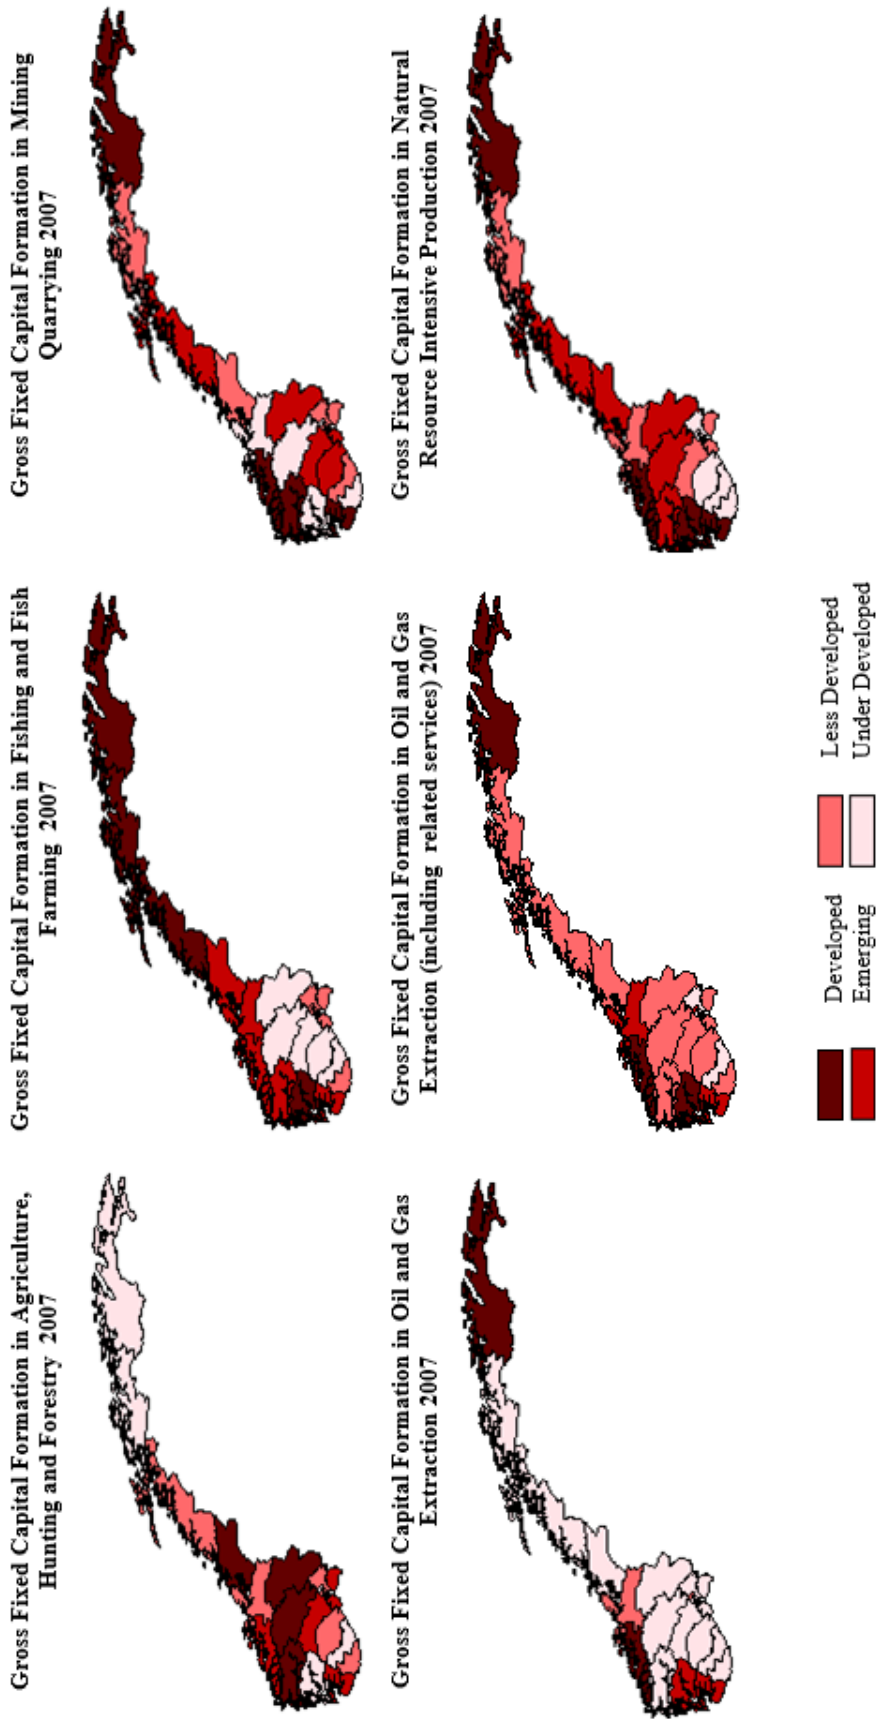 Gross Fixed Capital Formation in Agriculture,
Hunting and Forestry 2007
Gross Fixed Capital Formation in Fishing and Fish
Farming 2007
Gross Fixed Capital Formation in Mining
Quarrying 2007
Gross Fixed Capital Formation in Oil and Gas
Extraction 2007
Gross Fixed Capital Formation in Oil and Gas
Extraction (including related services) 2007
Gross Fixed Capital Formation in Natural
Resource Intensive Production 2007
Developed
Less Developed
Emerging
Under Developed